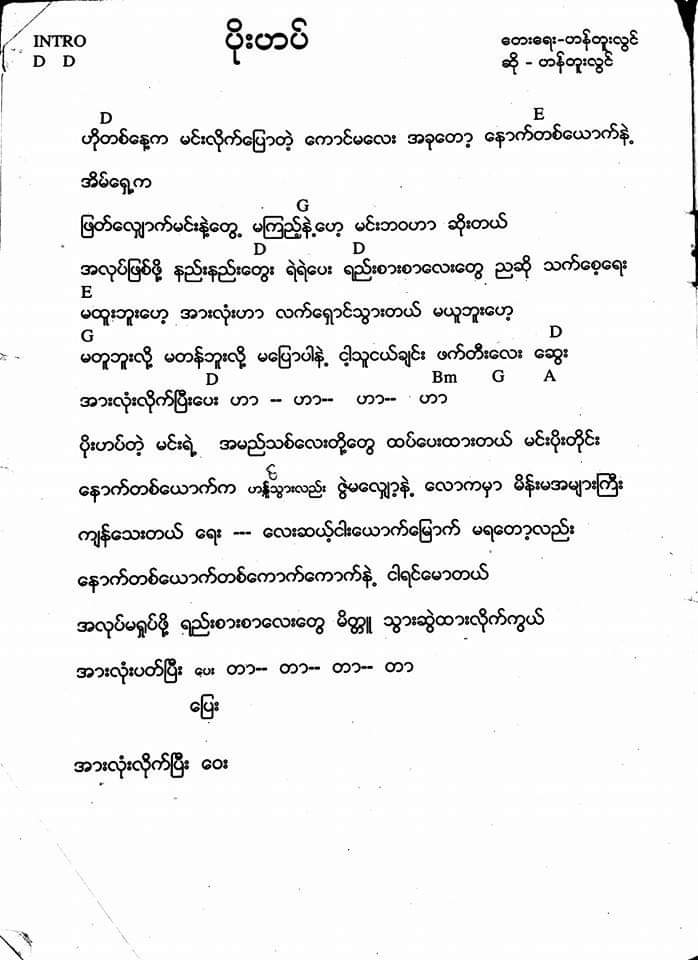 INTRO
D D
ပိုးဟပ်
တေးရေး-ဟန်ထူးလွင်
ဆို - ဟန်ထူးလွင်
D E
ဟိုတစ်နေ့က မင်းလိုက်ပြောတဲ့ ကောင်မလေး အခုတော့ နောက်တစ်ယောက်နဲ့
အိမ်ရှေ့က
G
ဖြတ်လျှောက်မင်းနဲ့တွေ့ မကြည့်နဲ့ဟေ့ မင်းဘဝဟာ ဆိုးတယ်
D D
အလုပ်ဖြစ်ဖို့ နည်းနည်းတွေး ရဲရဲပေး ရည်းစားစာလေးတွေ ညဆို သက်စေ့ရေး
E
မထူးဘူးဟေ့ အားလုံးဟာ လက်ရှောင်သွားတယ် မယူဘူးဟေ့
G D
မတူဘူးလို့ မတန်ဘူးလို့ မပြောပါနဲ့ ငါ့သူငယ်ချင်း ဖက်တီးလေး ဆွေး
D Bm G A
အားလုံးလိုက်ပြီးပေး ဟာ -- ဟာ-- ဟာ-- ဟာ
ပိုးဟပ်တဲ့ မင်းရဲ့ အမည်သစ်လေးတို့တွေ ထပ်ပေးထားတယ် မင်းပိုးတိုင်း
နောက်တစ်ယောက်က သွားလည်း ဇွဲမလျှော့နဲ့ လောကမှာ မိန်းမအများကြီး
ကျန်သေးတယ် ရေး --- လေးဆယ့်ငါးယောက်မြောက် မရတော့လည်း
နောက်တစ်ယောက်တစ်ကောက်ကောက်နဲ့ ငါရင်မောတယ်
အလုပ်မရှုပ်ဖို့ ရည်းစားစာလေးတွေ မိတ္တူ သွားဆွဲထားလိုက်ကွယ်
အားလုံးပတ်ပြီး ပေး တာ-- တာ-- တာ-- တာ
ပြေး
အားလုံးလိုက်ပြီး ဝေး